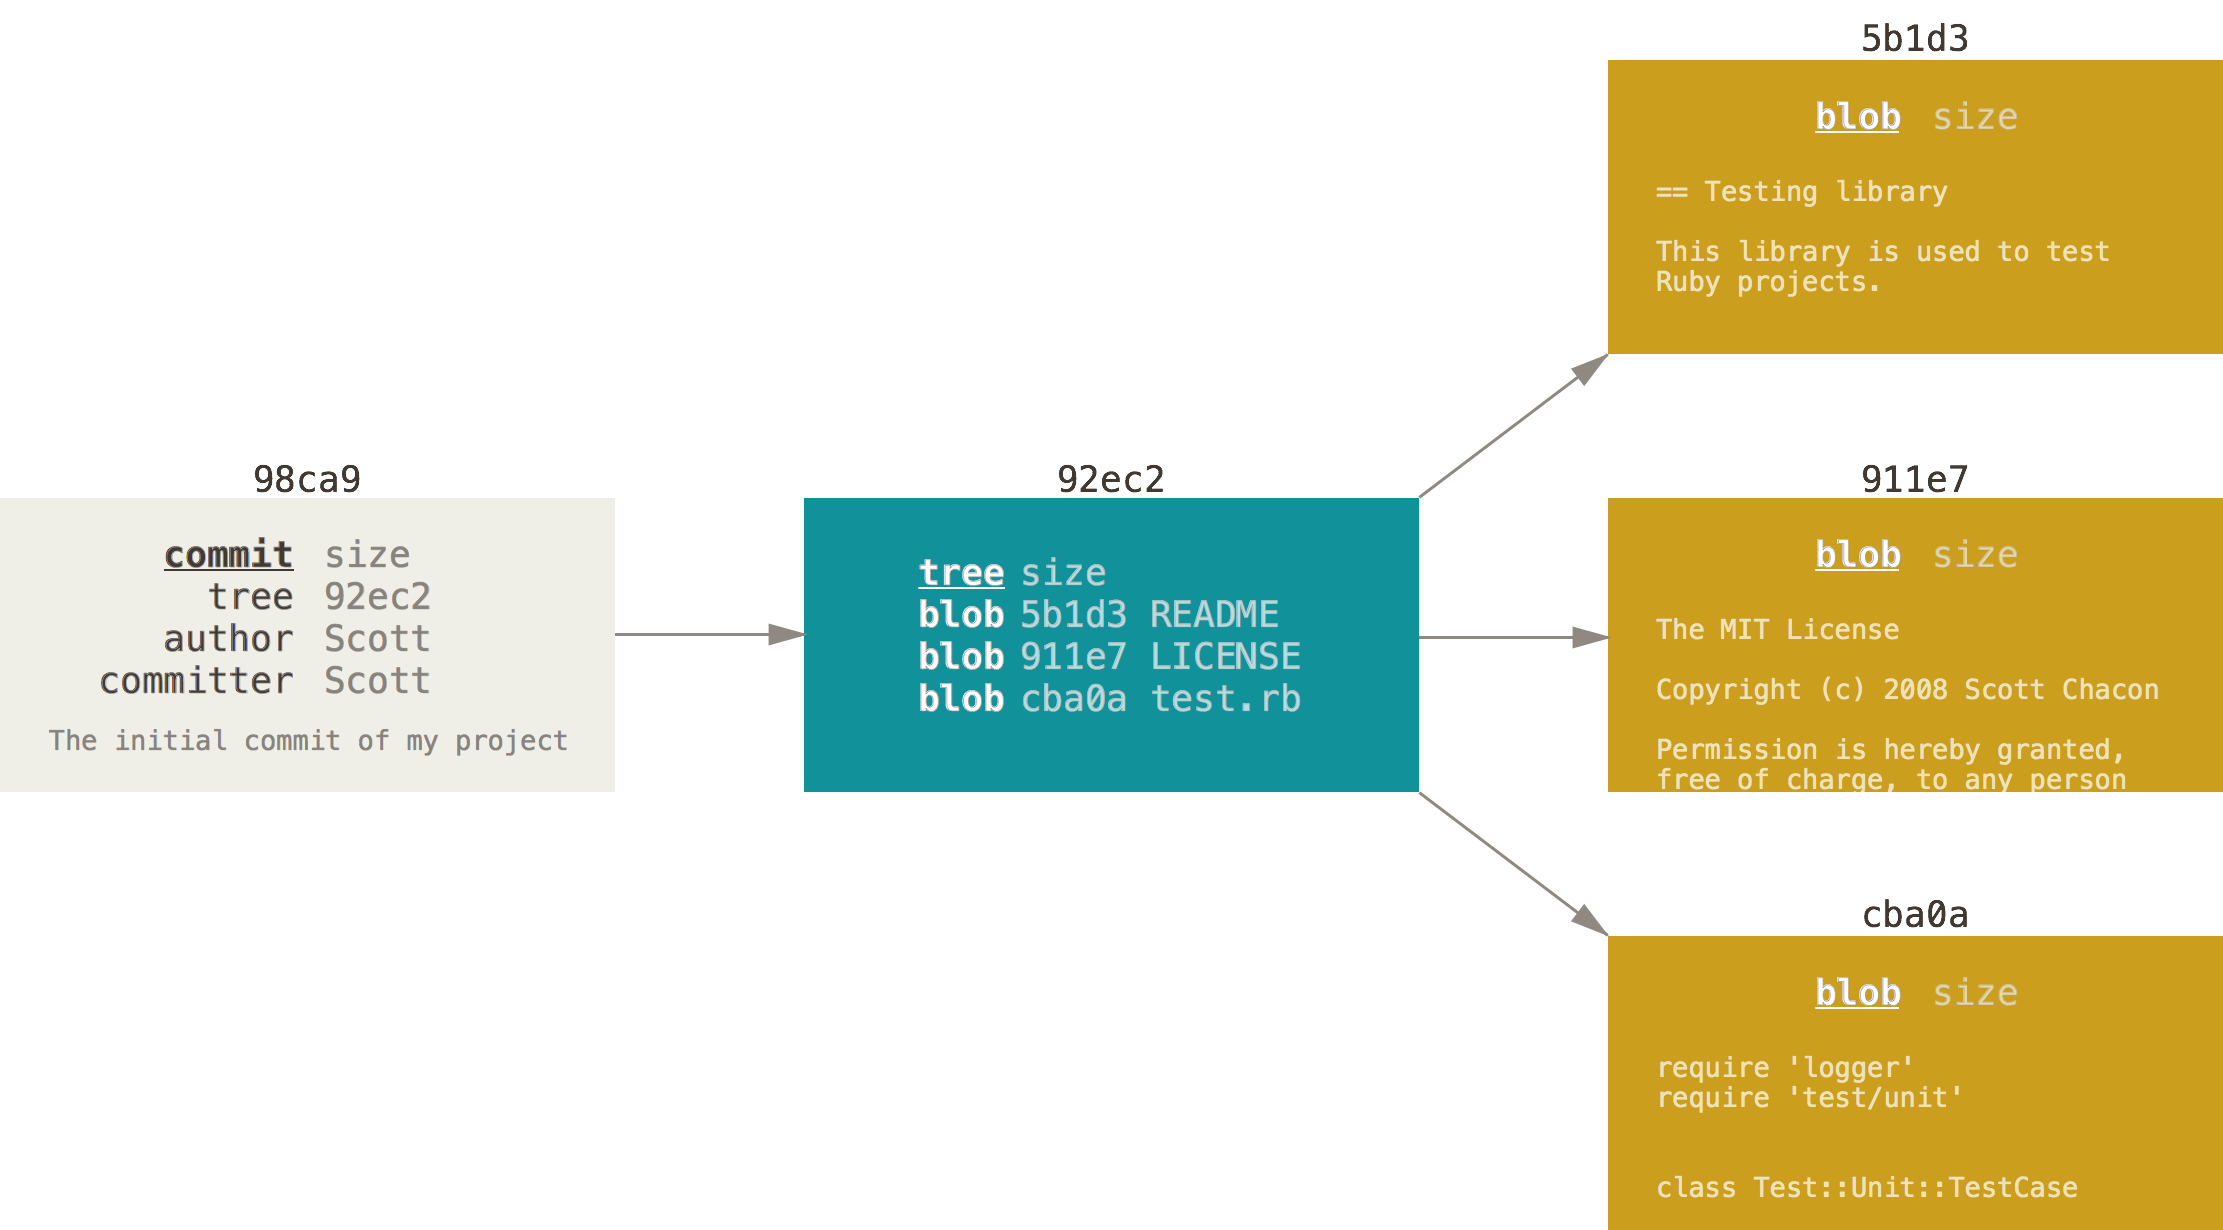 98ca9
commit size
tree 92ec2
author Scott
committer Scott
The initial commit of my project
92ec2
tree size
blob 5b1d3 README
blob 911e7 LICENSE
blob cba0a test.rb
5b1d3
blob size
== Testing library
This library is used to test
Ruby projects.
911e7
blob size
The MIT License
Copyright (c) 2008 Scott Chacon
Permission is hereby granted,
free of charge, to any person
cba0a
blob size
require 'logger'
require 'test/unit'
class Test::Unit::TestCase